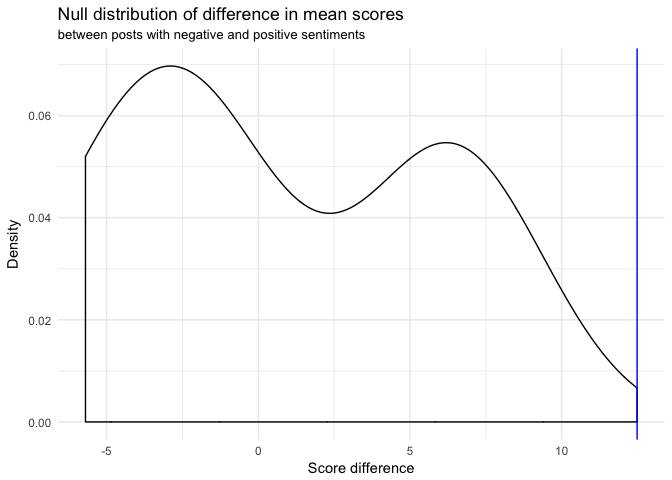 Null distribution of difference in mean scores
between posts with negative and positive sentiments
Density
0.06
0.04
0.02
0.00
-5
0
5
10
Score difference